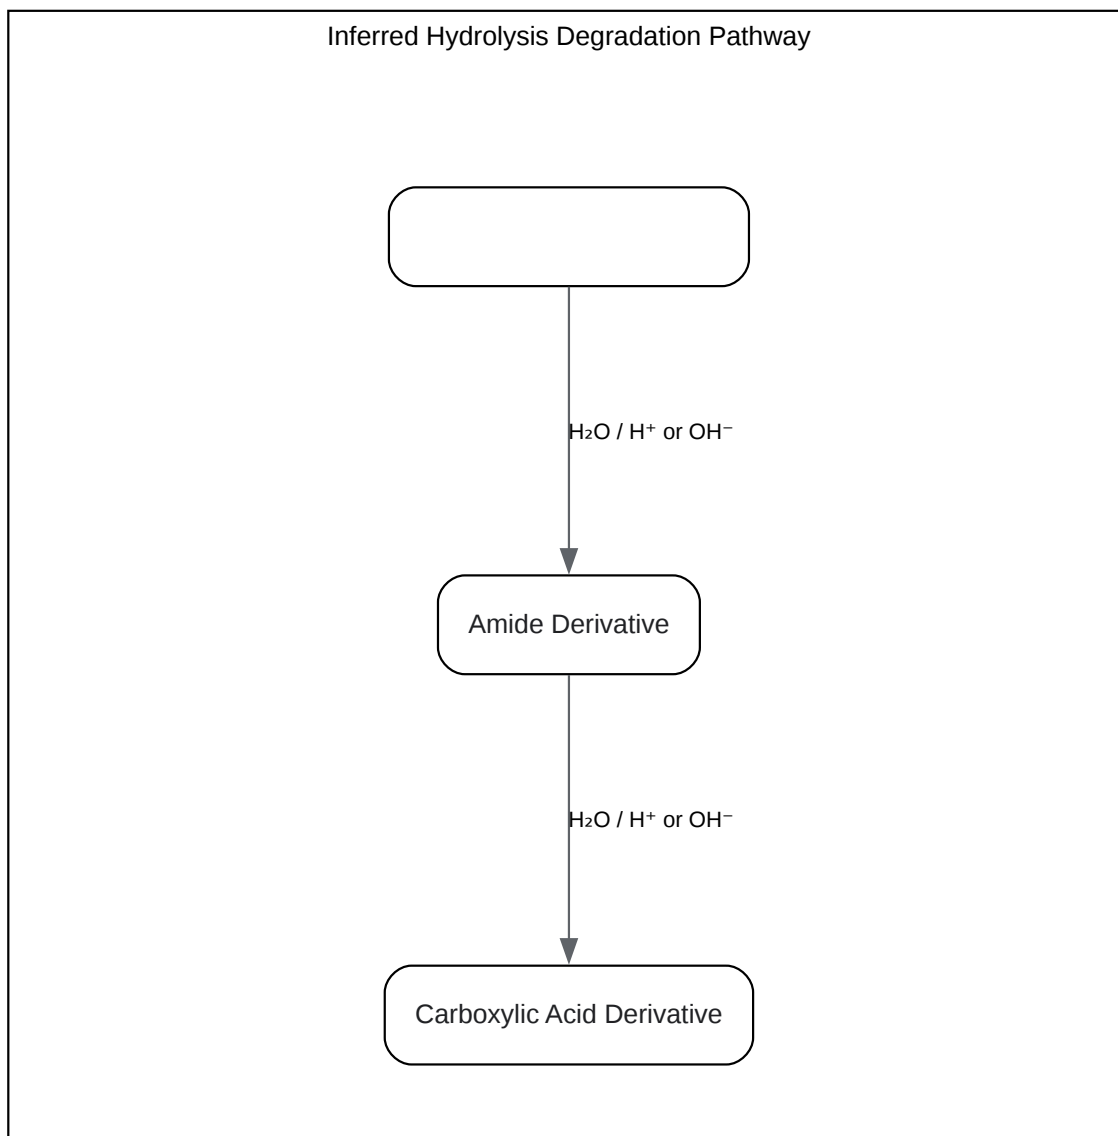 Inferred Hydrolysis Degradation Pathway
H₂O / H⁺ or OH⁻
Amide Derivative
H₂O / H⁺ or OH⁻
Carboxylic Acid Derivative